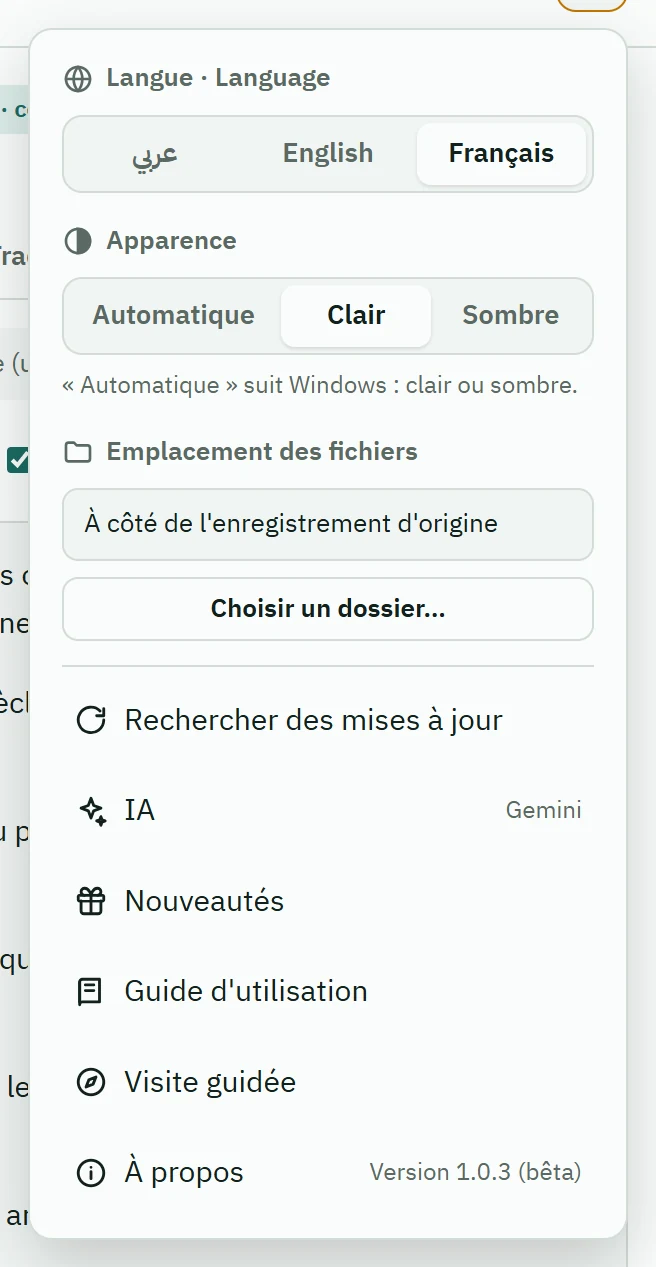 Langue · Language
عربي English Français
Apparence
Automatique Clair Sombre
« Automatique » suit Windows : clair ou sombre.
Emplacement des fichiers
À côté de l'enregistrement d'origine
Choisir un dossier...
Rechercher des mises à jour
IA Gemini
Nouveautés
Guide d'utilisation
Visite guidée
À propos Version 1.0.3 (bêta)